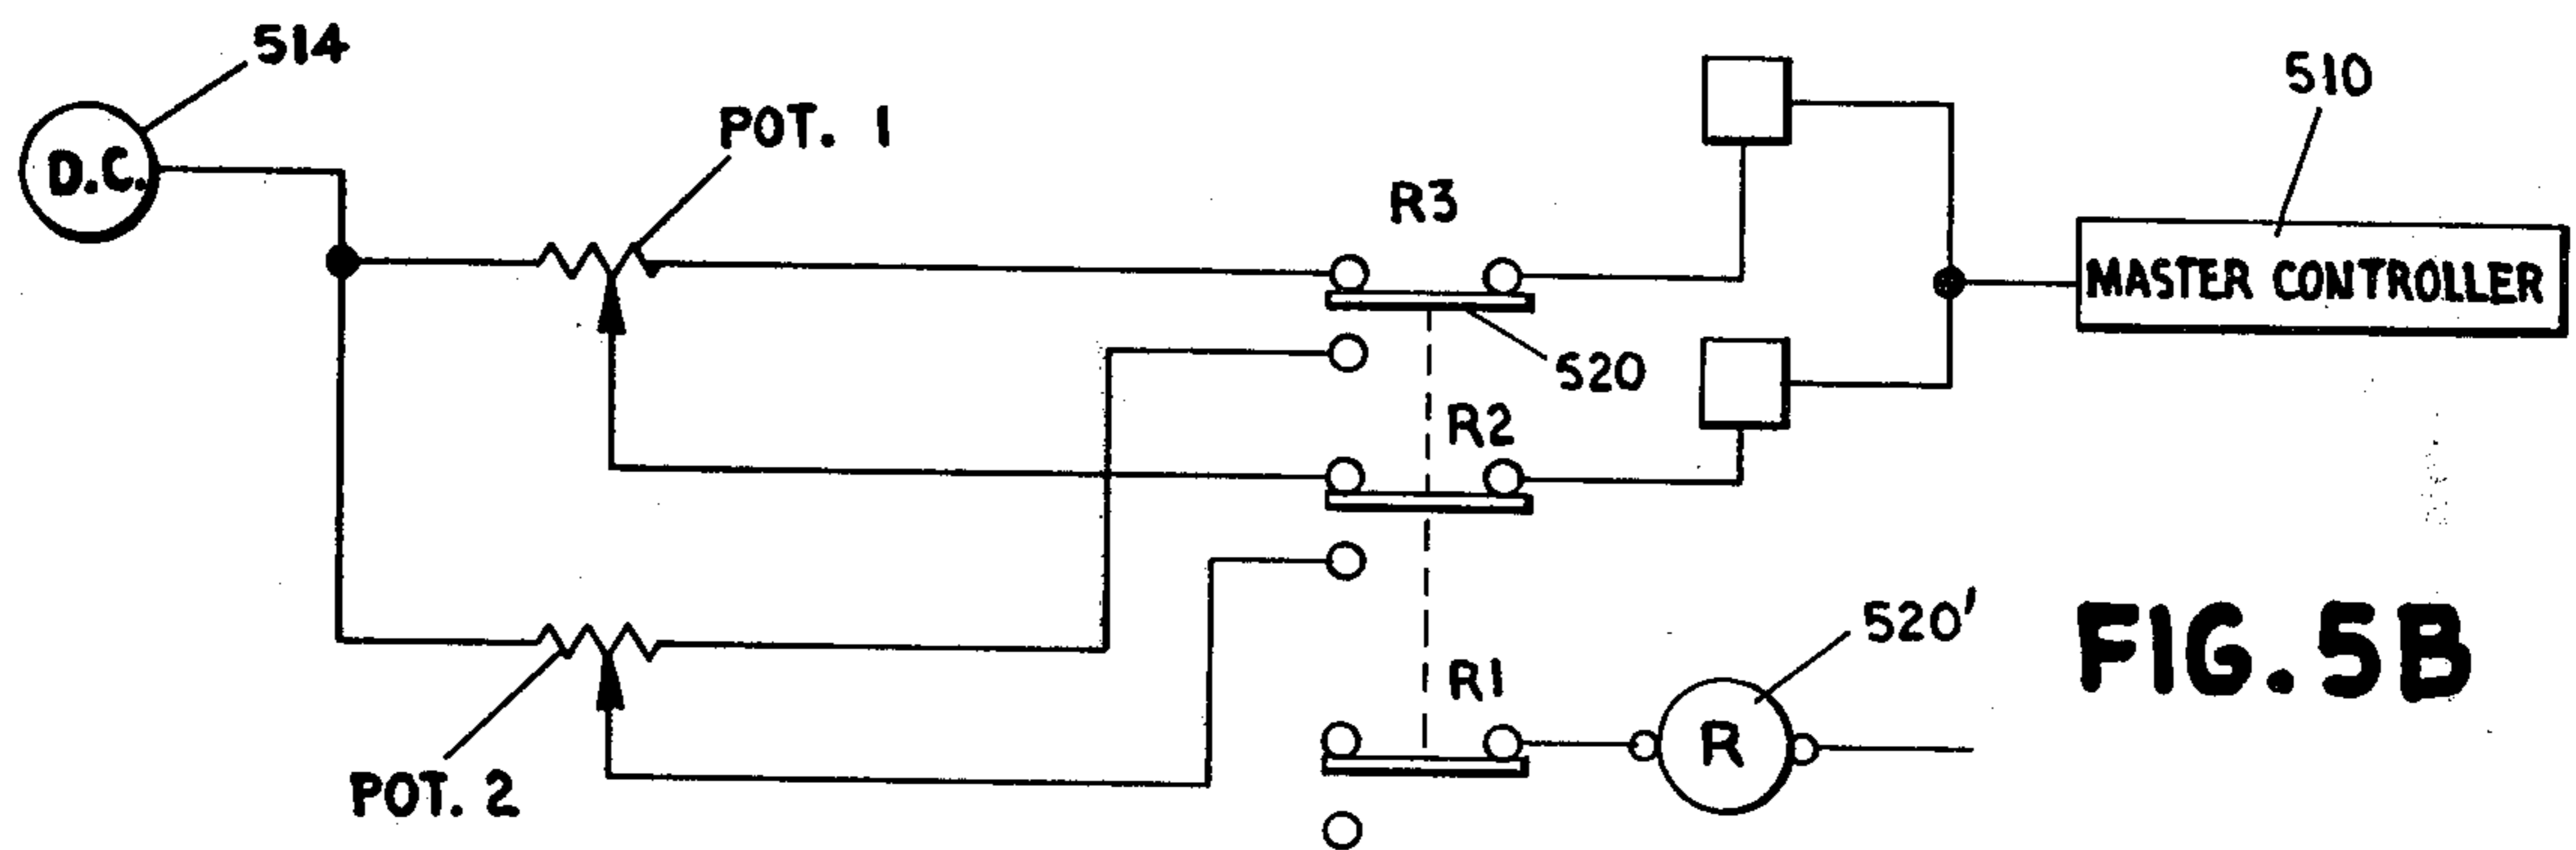 514
510
D.C.
POT. 1
R3
MASTER CONTROLLER
520
R2
520'
FIG. 5B
R1
R
POT. 2